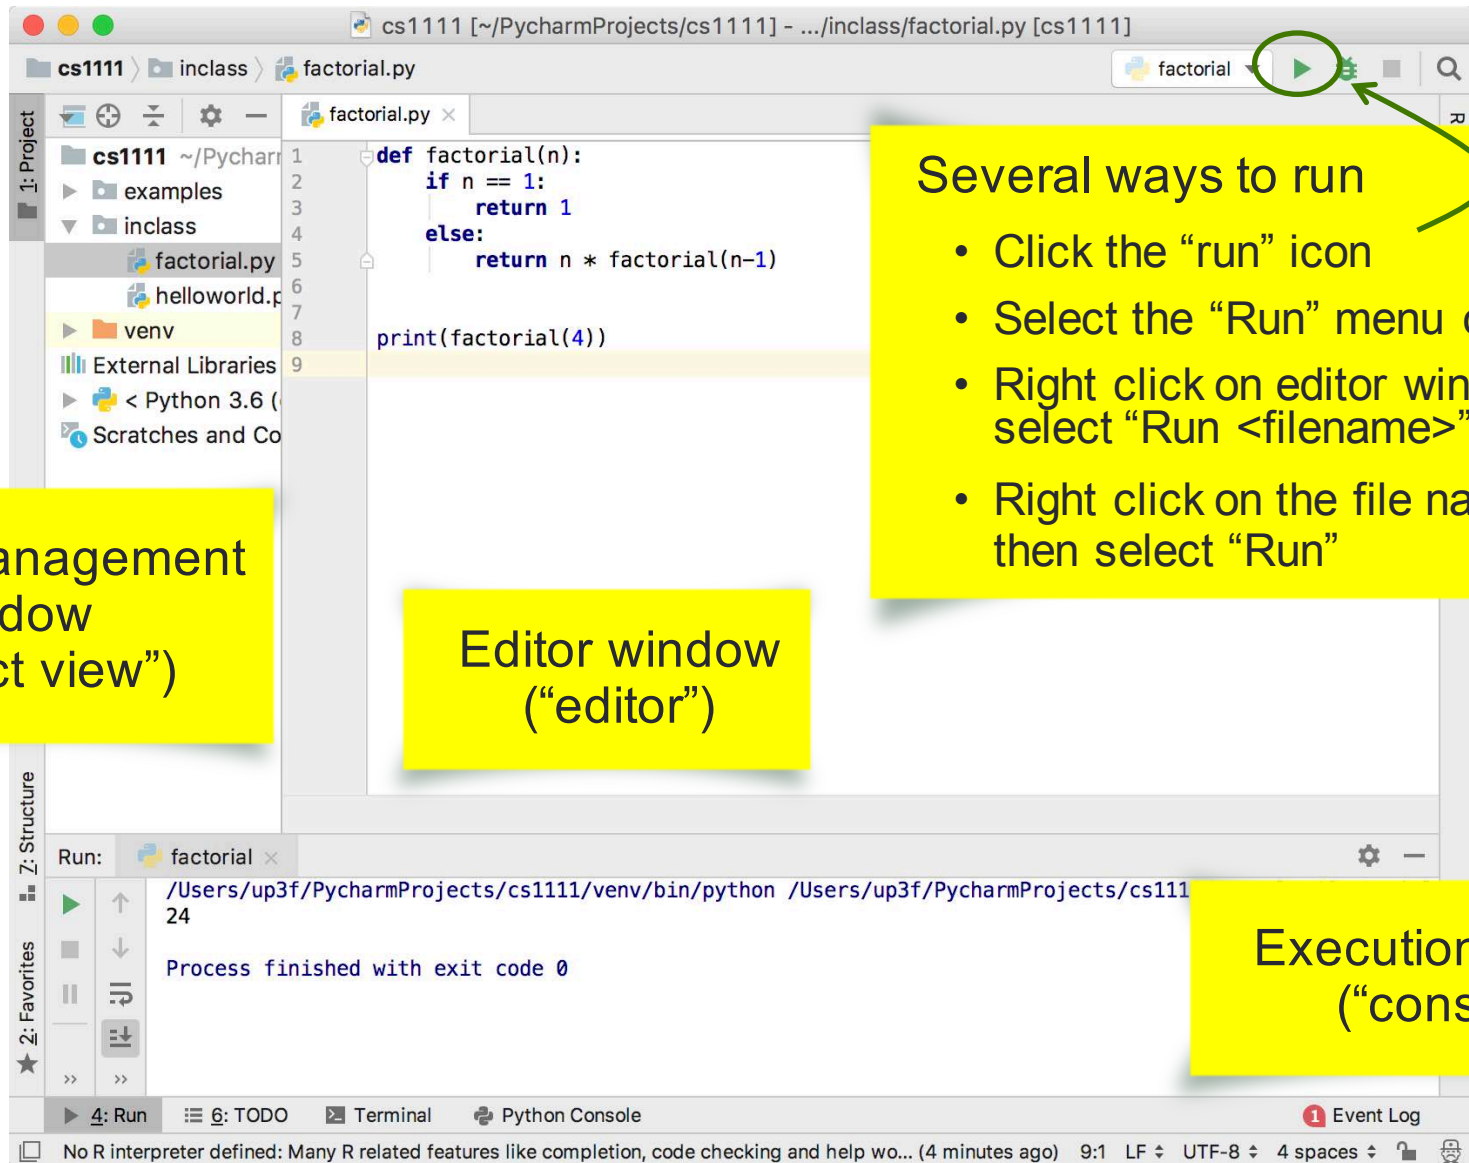 cs1111 [~/PycharmProjects/cs1111] - .../inclass/factorial.py [cs1111]
cs1111 inclass factorial.py
factorial
1: Project
factorial.py
cs1111 ~/Pychar
examples
inclass
factorial.py
helloworld.p
venv
External Libraries
< Python 3.6 (
Scratches and Co
1 def factorial(n):
2 if n == 1:
3 return 1
4 else:
5 return n * factorial(n-1)
6
7
8 print(factorial(4))
9
R
Several ways to run
• Click the “run” icon
• Select the “Run” menu
• Right click on editor win
select “Run <filename>”
• Right click on the file na
then select “Run”
anagement
dow
ct view”)
Editor window
(“editor”)
Z: Structure
2: Favorites
Run: factorial
/Users/up3f/PycharmProjects/cs1111/venv/bin/python /Users/up3f/PycharmProjects/cs111
24
Process finished with exit code 0
Execution
(“cons
>> >>
4: Run 6: TODO Terminal Python Console 1 Event Log
No R interpreter defined: Many R related features like completion, code checking and help wo... (4 minutes ago) 9:1 LF UTF-8 4 spaces